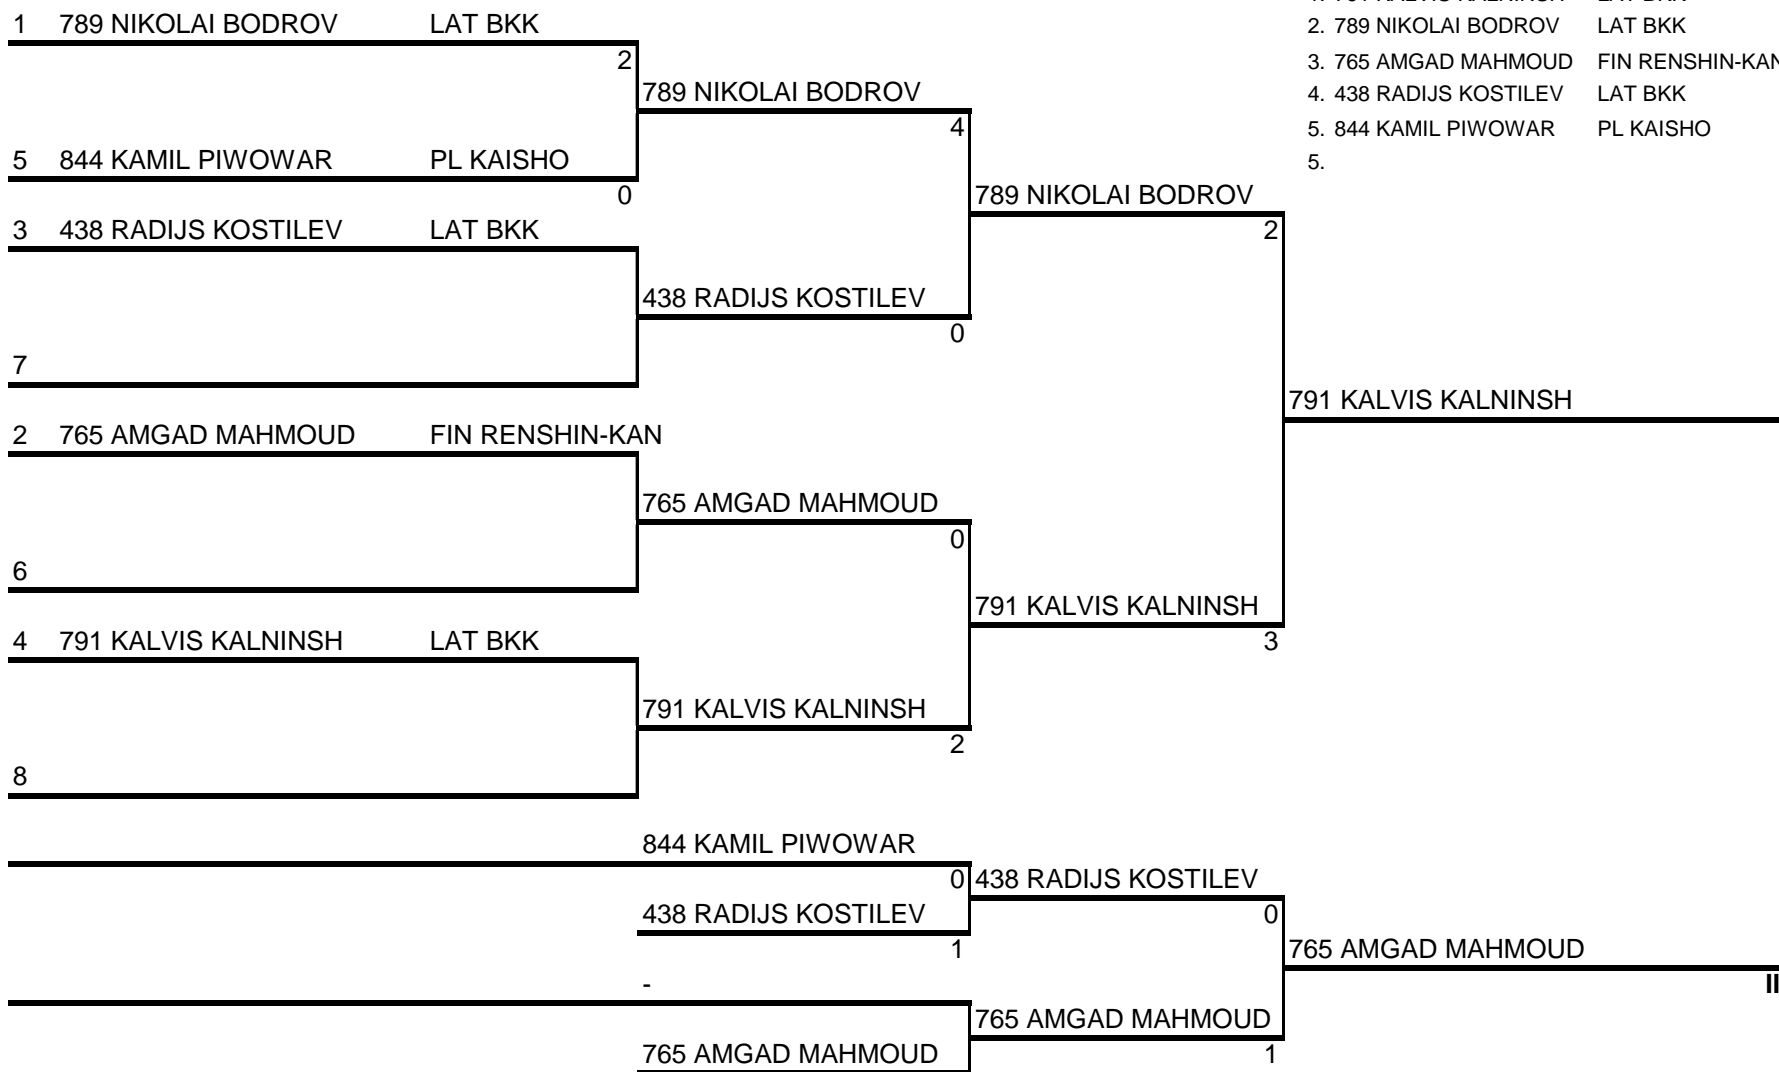 1 789 NIKOLAI BODROV LAT BKK
2. 789 NIKOLAI BODROV LAT BKK
2
3. 765 AMGAD MAHMOUD FIN RENSHIN-KAN
789 NIKOLAI BODROV
4. 438 RADIJS KOSTILEV LAT BKK
4
5. 844 KAMIL PIWOWAR PL KAISHO
5 844 KAMIL PIWOWAR PL KAISHO
5.
0
789 NIKOLAI BODROV
3 438 RADIJS KOSTILEV LAT BKK
2
438 RADIJS KOSTILEV
0
7
791 KALVIS KALNINSH
2 765 AMGAD MAHMOUD FIN RENSHIN-KAN
765 AMGAD MAHMOUD
0
6
791 KALVIS KALNINSH
4 791 KALVIS KALNINSH LAT BKK
3
791 KALVIS KALNINSH
2
8
844 KAMIL PIWOWAR
0 438 RADIJS KOSTILEV
438 RADIJS KOSTILEV
0
1
765 AMGAD MAHMOUD
-
II
765 AMGAD MAHMOUD
765 AMGAD MAHMOUD
1